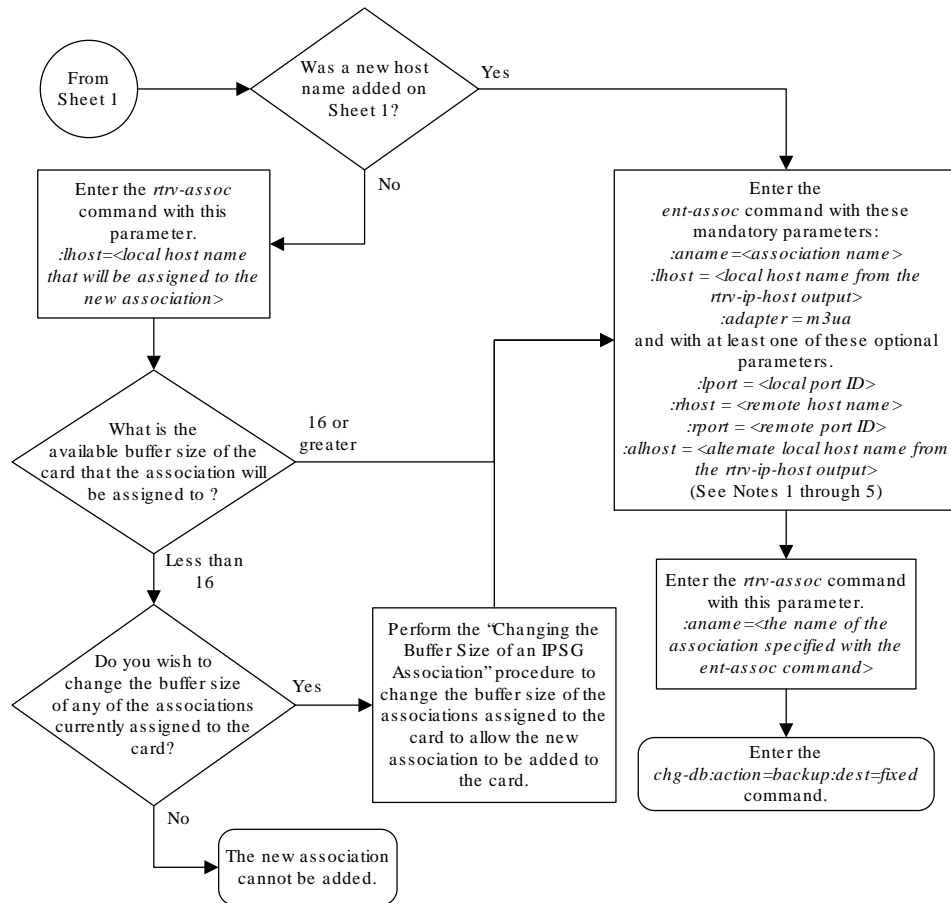 From
Sheet 1
Was a new host
name added on
Sheet 1?
Yes
No
Enter the rtrv-assoc
command with this
parameter.
:lhost=<local host name
that will be assigned to the
new association>
Enter the
ent-assoc command with these
mandatory parameters:
:aname=<association name>
:lhost = <local host name from the
rtrv-ip-host output>
:adapter = m3ua
and with at least one of these optional
parameters.
:lport = <local port ID>
:rhost = <remote host name>
:rport = <remote port ID>
:alhost = <alternate local host name from
the rtrv-ip-host output>
(See Notes 1 through 5)
What is the
available buffer size of the
card that the association will
be assigned to ?
16 or
greater
Less than
16
Do you wish to
change the buffer size
of any of the associations
currently assigned to the
card?
Yes
No
Perform the “Changing the
Buffer Size of an IPSG
Association” procedure to
change the buffer size of the
associations assigned to the
card to allow the new
association to be added to
the card.
Enter the rtrv-assoc command
with this parameter.
:aname=<the name of the
association specified with the
ent-assoc command>
Enter the
chg-db:action=backup:dest=fixed
command.
The new association
cannot be added.